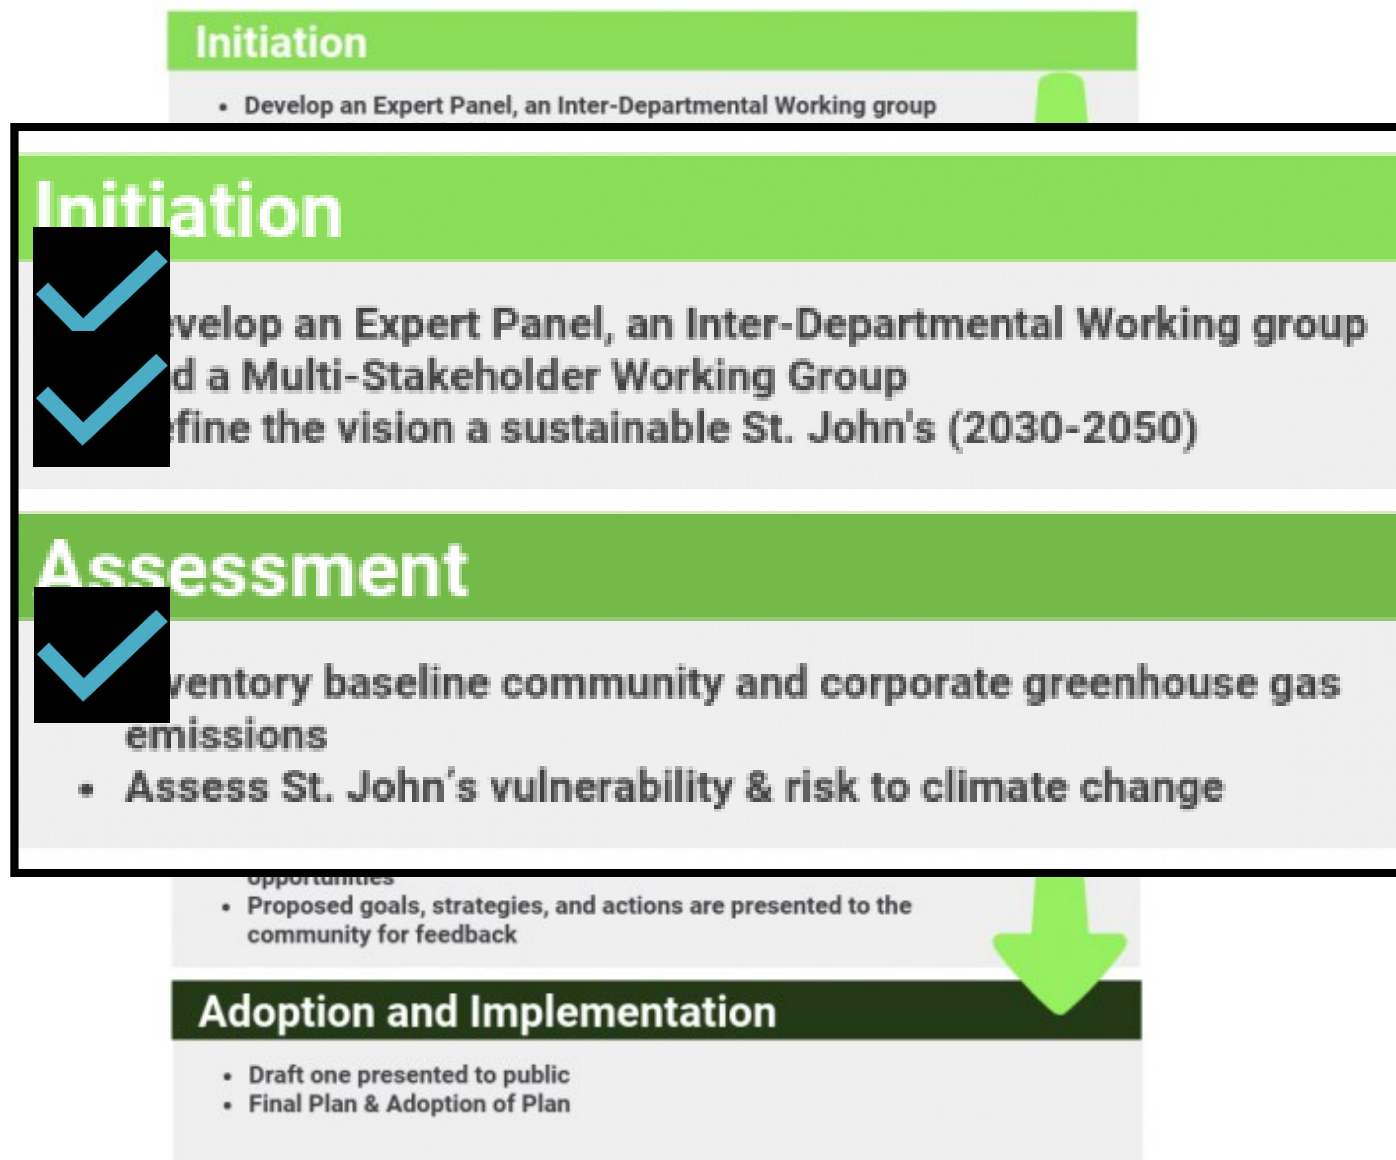 Initiation
• Develop an Expert Panel, an Inter-Departmental Working group
Initiation
evelop an Expert Panel, an Inter-Departmental Working group
d a Multi-Stakeholder Working Group
efine the vision a sustainable St. John's (2030-2050)
Assessment
ventory baseline community and corporate greenhouse gas
emissions
• Assess St. John's vulnerability & risk to climate change
opportunities
• Proposed goals, strategies, and actions are presented to the
community for feedback
Adoption and Implementation
• Draft one presented to public
• Final Plan & Adoption of Plan